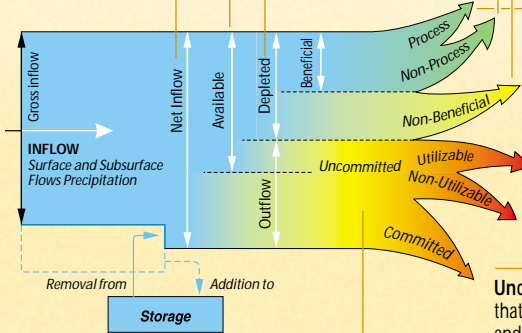 Gross inflow
INFLOW
Surface and Subsurface
Flows Precipitation
Net Inflow
Available
Depleted
Beneficial
Outflow
Process
Non-Process
Non-Beneficial
Uncommitted
Utilizable
Non-Utilizable
Committed
Removal from
Addition to
Storage
Unc
that
and